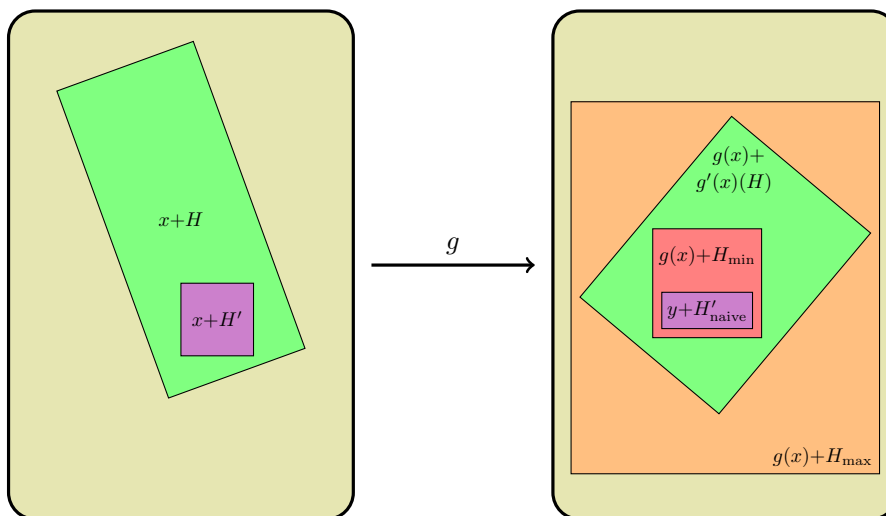 x+H
x+H′
g
g(x)+
g′(x)(H)
g(x)+H_min
y+H′_naive
g(x)+H_max